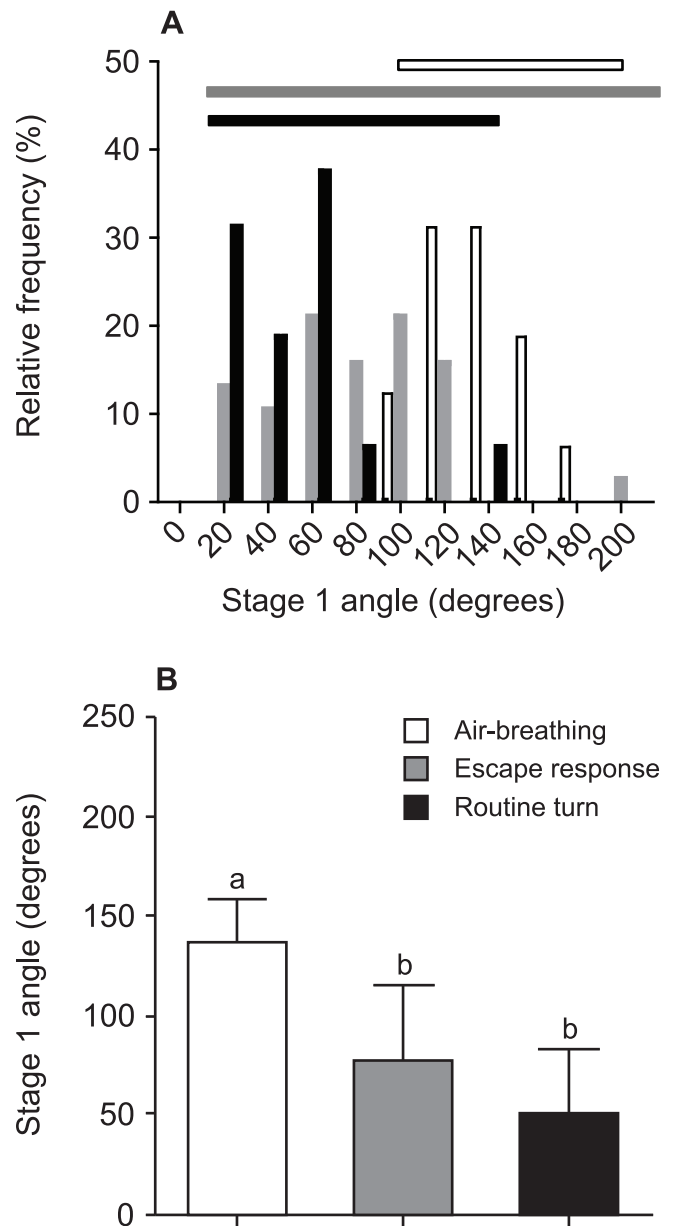 A
50
40
30
20
10
0
Relative frequency (%)
0 20 40 60 80 100 120 140 160 180 200
Stage 1 angle (degrees)
B
250
200
150
100
50
0
Stage 1 angle (degrees)
Air-breathing
Escape response
Routine turn
a
b
b